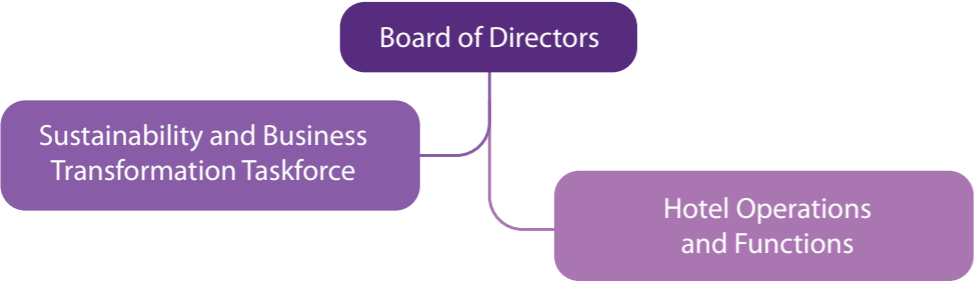 Board of Directors
Sustainability and Business
Transformation Taskforce
Hotel Operations
and Functions